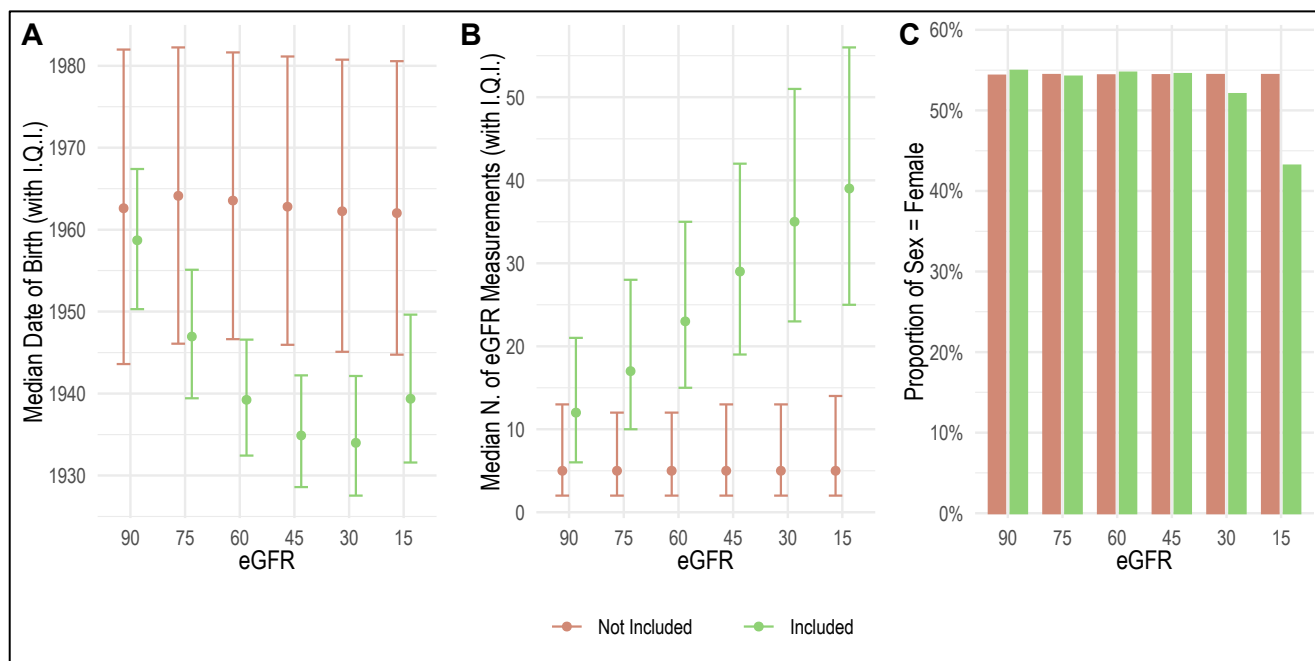 A
Median Date of Birth (with I.Q.I.)
1980
1970
1960
1950
1940
1930
90 75 60 45 30 15
eGFR
B
Median N. of eGFR Measurements (with I.Q.I.)
50
40
30
20
10
0
90 75 60 45 30 15
eGFR
C
Proportion of Sex = Female
60%
50%
40%
30%
20%
10%
0%
90 75 60 45 30 15
eGFR
Not Included Included